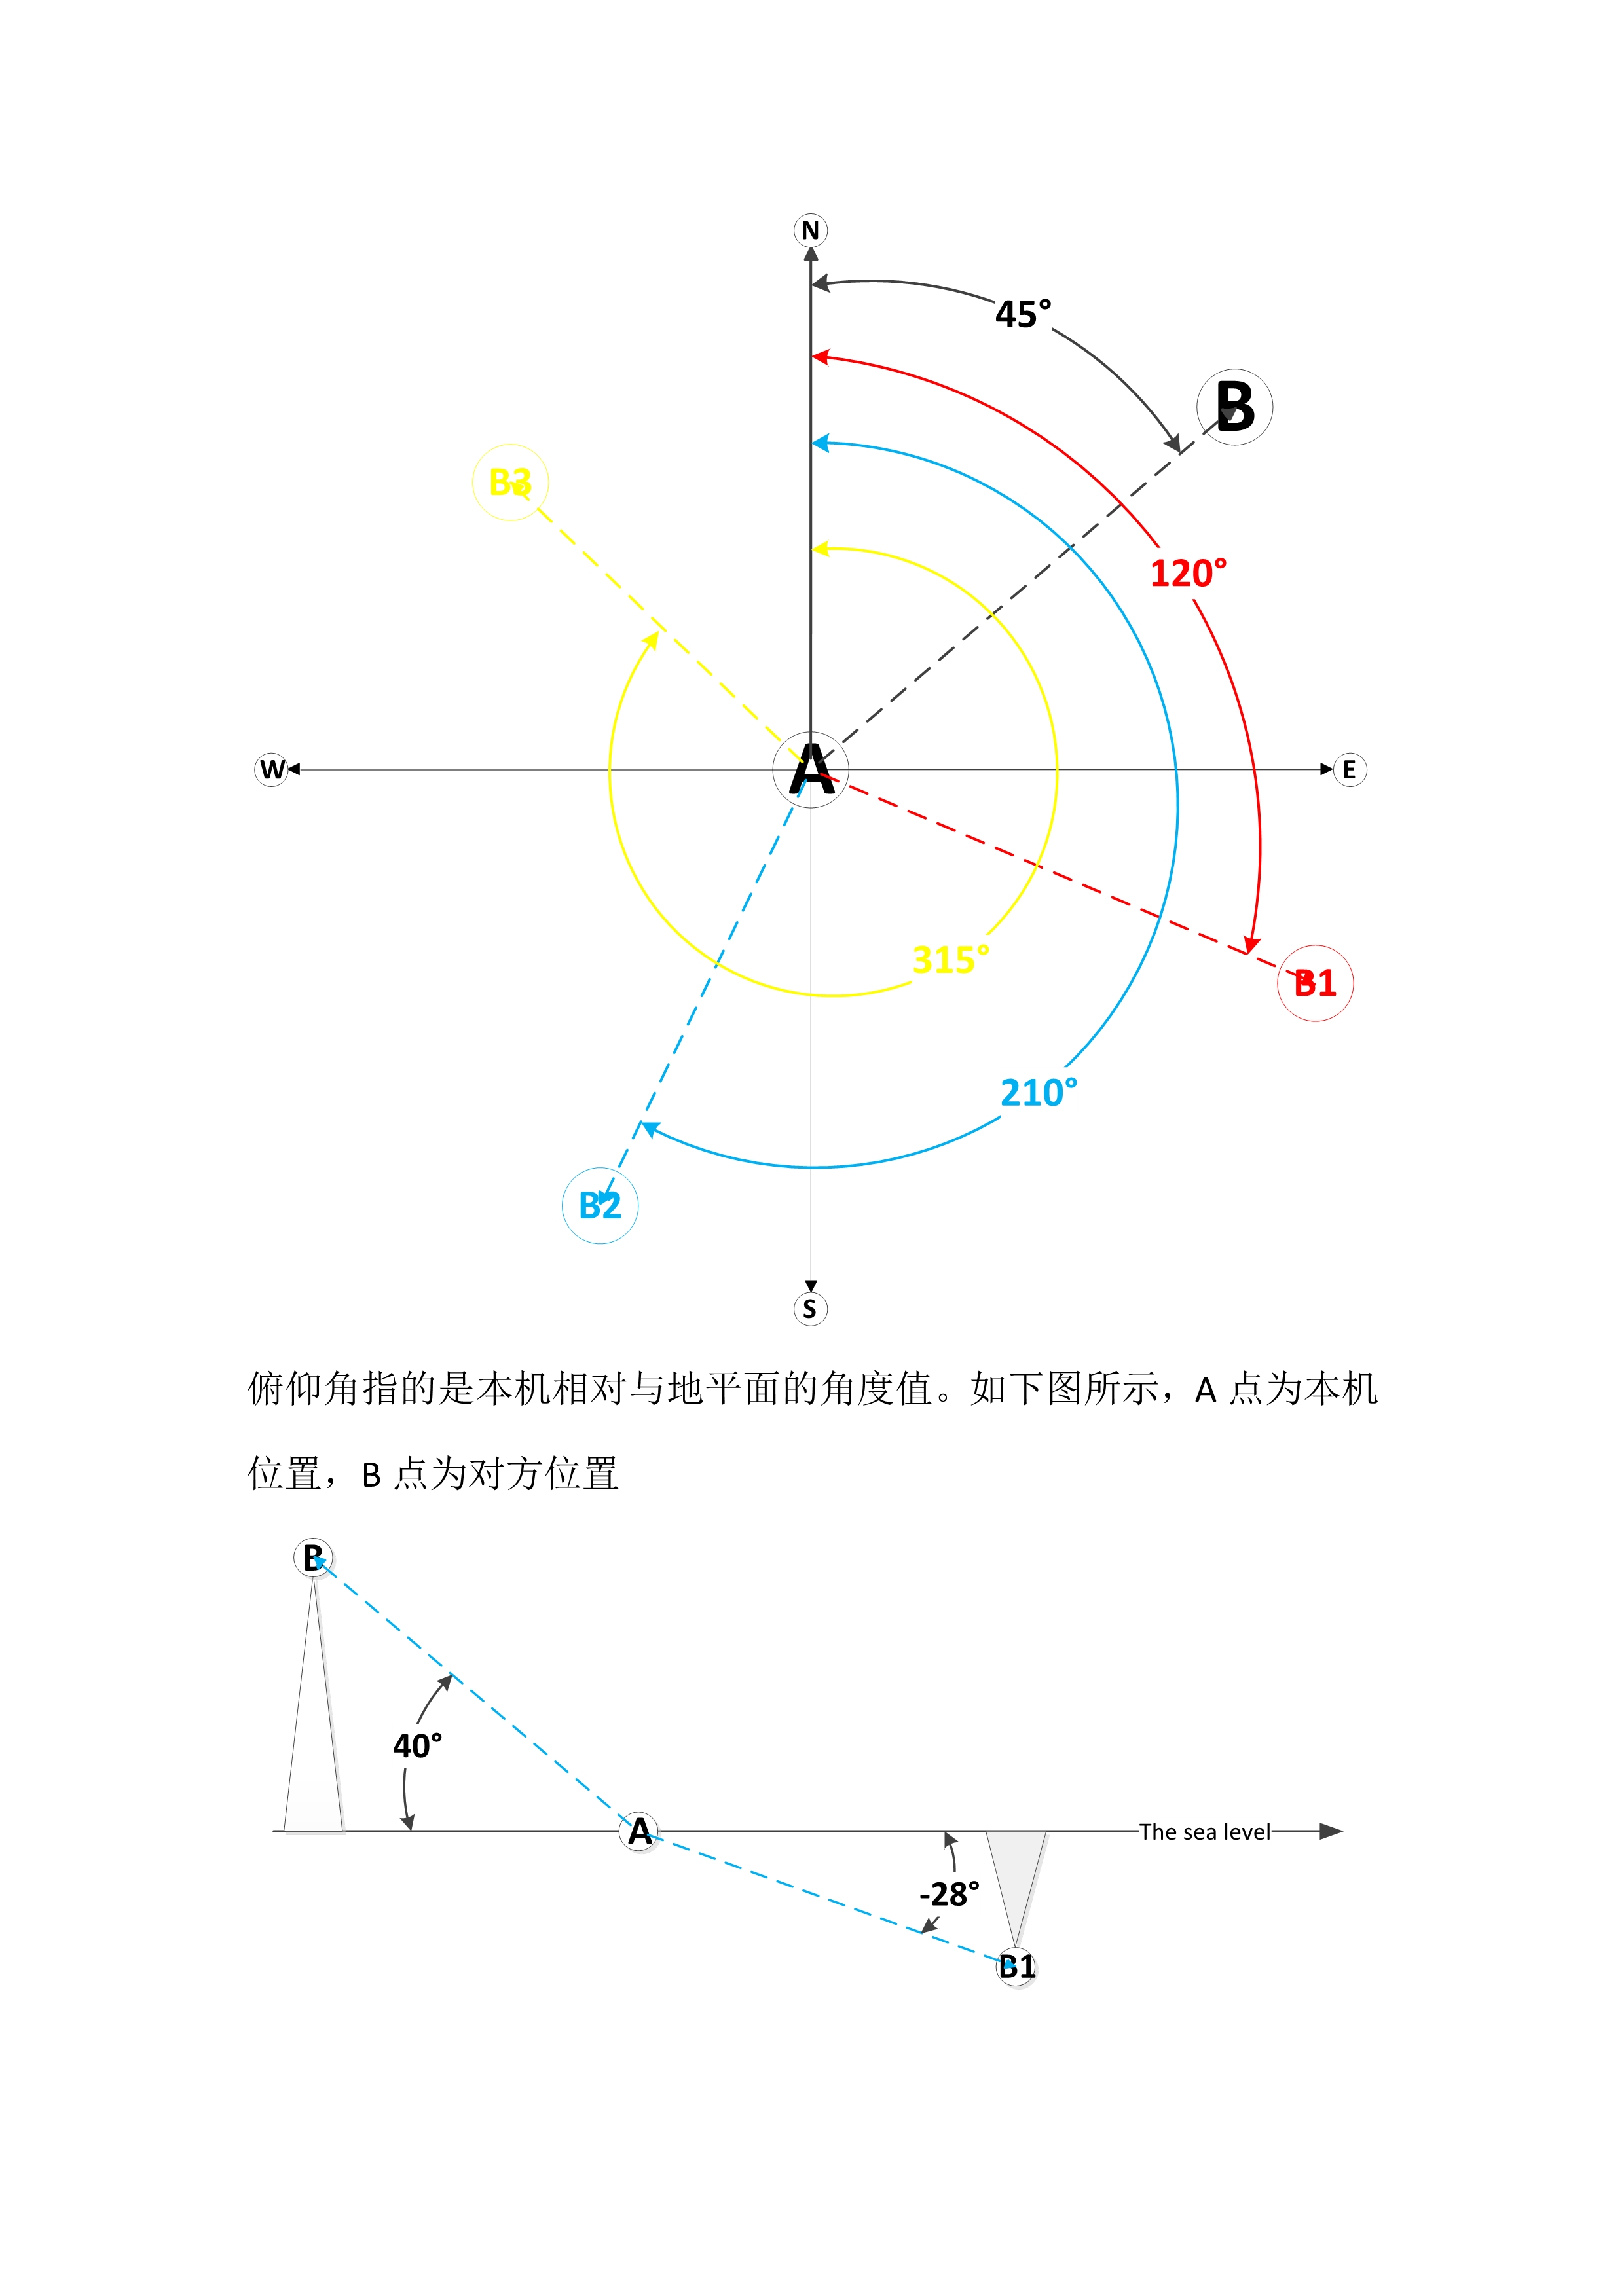 N
45°
B
B3
120°
W
A
E
315°
B1
210°
B2
S
俯仰角指的是本机相对与地平面的角度值。如下图所示，A 点为本机
位置，B 点为对方位置
B
40°
A
The sea level
-28°
B1